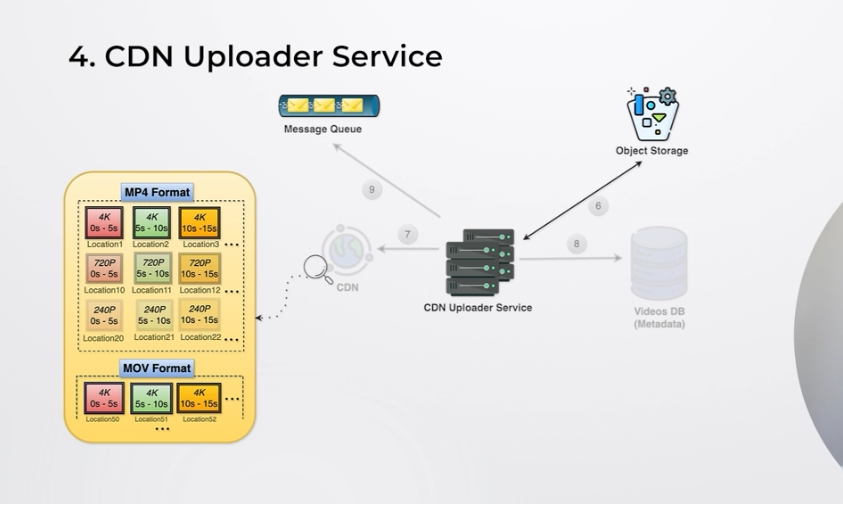 4. CDN Uploader Service
Message Queue
Object Storage
9
6
7
8
CDN
CDN Uploader Service
Videos DB
(Metadata)
MP4 Format
4K
0s - 5s
Location1
4K
5s - 10s
Location2
4K
10s -15s
Location3
...
720P
0s - 5s
Location10
720P
5s - 10s
Location11
720P
10s - 15s
Location12
...
240P
0s - 5s
Location20
240P
5s - 10s
Location21
240P
10s - 15s
Location22
...
MOV Format
4K
0s - 5s
Location50
4K
5s - 10s
Location51
4K
10s - 15s
Location52
...
...